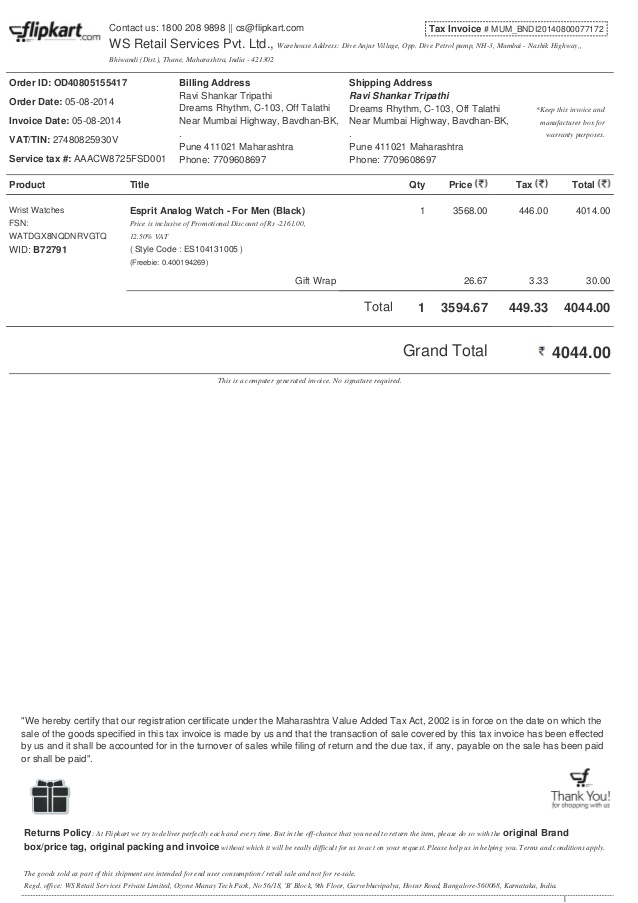 flipkart.com
Contact us: 1800 208 9898 || cs@flipkart.com
Tax Invoice # MUM_BNDI20140800077172
WS Retail Services Pvt. Ltd., Warehouse Address: Dive Anjur Village, Opp. Dive Petrol pump, NH-3, Mumbai - Nashik Highway,,
Bhiwandi (Dist.), Thane, Maharashtra, India - 421302
Order ID: OD40805155417
Order Date: 05-08-2014
Invoice Date: 05-08-2014
VAT/TIN: 27480825930V
Service tax #: AAACW8725FSD001
Billing Address
Ravi Shankar Tripathi
Dreams Rhythm, C-103, Off Talathi
Near Mumbai Highway, Bavdhan-BK,
.
Pune 411021 Maharashtra
Phone: 7709608697
Shipping Address
Ravi Shankar Tripathi
Dreams Rhythm, C-103, Off Talathi
Near Mumbai Highway, Bavdhan-BK,
.
Pune 411021 Maharashtra
Phone: 7709608697
*Keep this invoice and
manufacturer box for
warranty purposes.
Product Title Qty Price (₹) Tax (₹) Total (₹)
Wrist Watches
FSN:
WATDGX8NQDNRVGTQ
WID: B72791
Esprit Analog Watch - For Men (Black) 1 3568.00 446.00 4014.00
Price is inclusive of Promotional Discount of Rs -2161.00,
12.50% VAT
( Style Code : ES104131005 )
(Freebie: 0.400194269)
Gift Wrap 26.67 3.33 30.00
Total 1 3594.67 449.33 4044.00
Grand Total ₹ 4044.00
This is a computer generated invoice. No signature required.
"We hereby certify that our registration certificate under the Maharashtra Value Added Tax Act, 2002 is in force on the date on which the
sale of the goods specified in this tax invoice is made by us and that the transaction of sale covered by this tax invoice has been effected
by us and it shall be accounted for in the turnover of sales while filing of return and the due tax, if any, payable on the sale has been paid
or shall be paid".
Thank You!
for shopping with us
Returns Policy: At Flipkart we try to deliver perfectly each and every time. But in the off-chance that you need to return the item, please do so with the original Brand
box/price tag, original packing and invoice without which it will be really difficult for us to act on your request. Please help us in helping you. Terms and conditions apply.
The goods sold as part of this shipment are intended for end user consumption / retail sale and not for re-sale.
Regd. office: WS Retail Services Private Limited, Ozone Manay Tech Park, No 56/18, 'B' Block, 9th Floor, Garvebhavipalya, Hosur Road, Bangalore-560068, Karnataka, India.